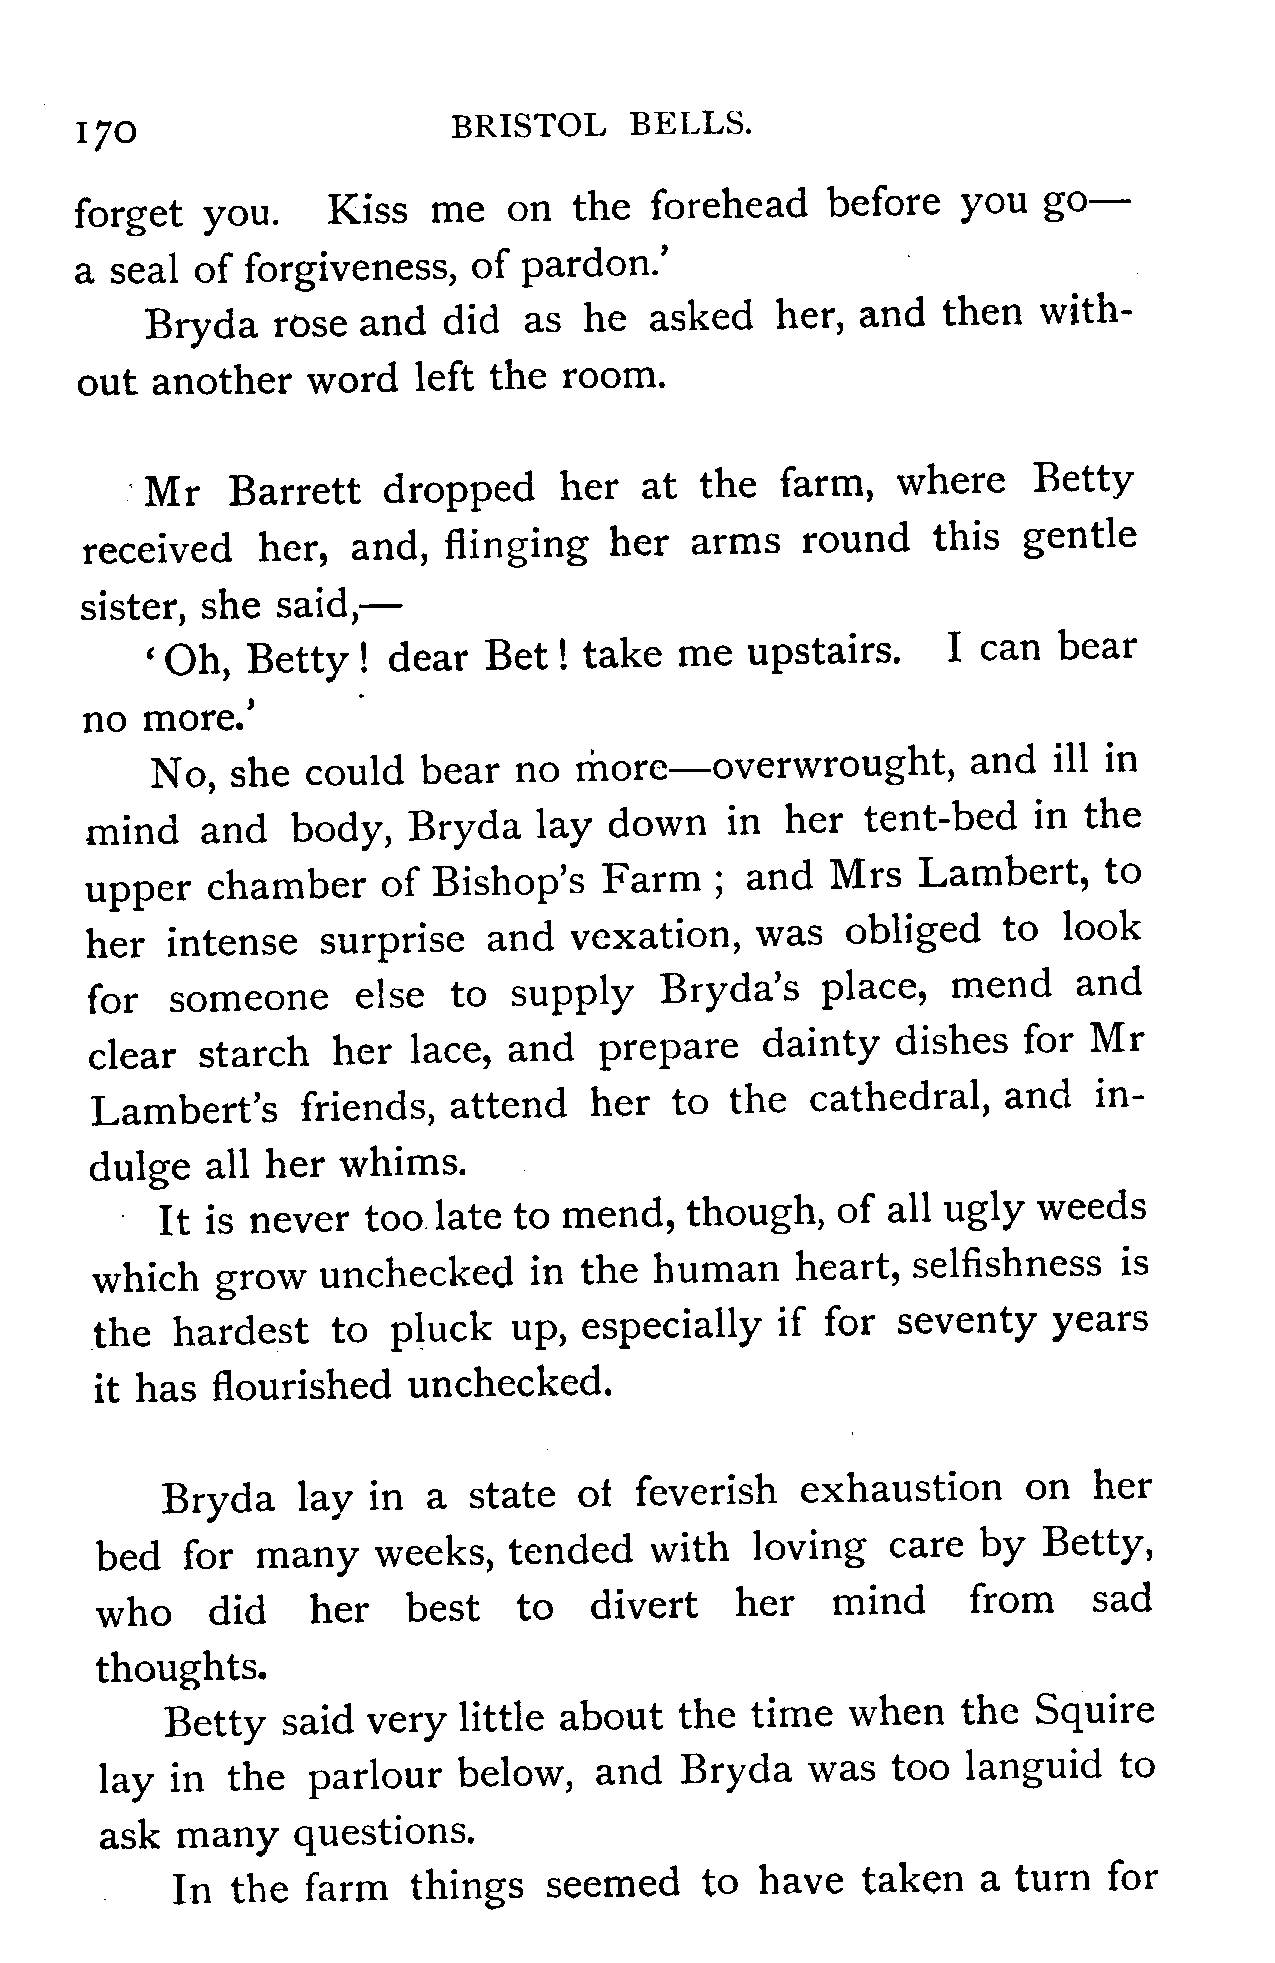 170 BRISTOL BELLS.
forget you. Kiss me on the forehead before you go—
a seal of forgiveness, of pardon.'
Bryda rose and did as he asked her, and then with-
out another word left the room.
Mr Barrett dropped her at the farm, where Betty
received her, and, flinging her arms round this gentle
sister, she said,—
'Oh, Betty! dear Bet! take me upstairs. I can bear
no more.'
No, she could bear no more—overwrought, and ill in
mind and body, Bryda lay down in her tent-bed in the
upper chamber of Bishop's Farm; and Mrs Lambert, to
her intense surprise and vexation, was obliged to look
for someone else to supply Bryda's place, mend and
clear starch her lace, and prepare dainty dishes for Mr
Lambert's friends, attend her to the cathedral, and in-
dulge all her whims.
It is never too late to mend, though, of all ugly weeds
which grow unchecked in the human heart, selfishness is
the hardest to pluck up, especially if for seventy years
it has flourished unchecked.
Bryda lay in a state of feverish exhaustion on her
bed for many weeks, tended with loving care by Betty,
who did her best to divert her mind from sad
thoughts.
Betty said very little about the time when the Squire
lay in the parlour below, and Bryda was too languid to
ask many questions.
In the farm things seemed to have taken a turn for